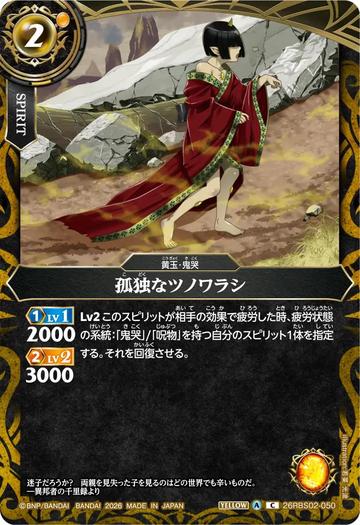 2
SPIRIT
黄玉・鬼哭
孤独なツノワラシ
1 LV1 2000
2 LV2 3000
Lv2 このスピリットが相手の効果で疲労した時、疲労状態
の系統:「鬼哭」/「呪物」を持つ自分のスピリット1体を指定
する。それを回復させる。
迷子だろうか? 両親を見失った子を見るのはどの世界でも辛いものだ。
―異邦者の千里録より
©BNP/BANDAI ©BANDAI 2026 MADE IN JAPAN YELLOW A C 26RBS02-050